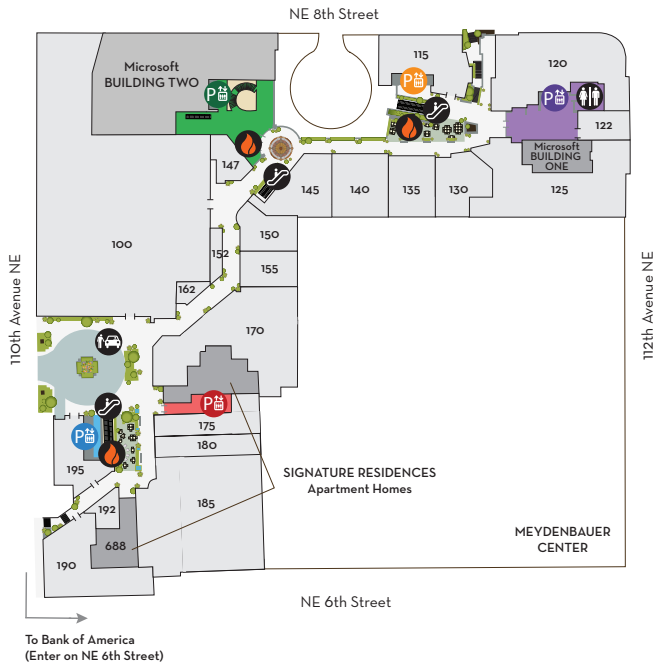 NE 8th Street
Microsoft
BUILDING TWO
115
120
P
P
P
122
Microsoft
BUILDING
ONE
147
145
140
135
130
125
150
100
152
155
162
110th Avenue NE
112th Avenue NE
170
P
175
P
180
195
SIGNATURE RESIDENCES
Apartment Homes
185
192
688
190
MEYDENBAUER
CENTER
NE 6th Street
To Bank of America
(Enter on NE 6th Street)